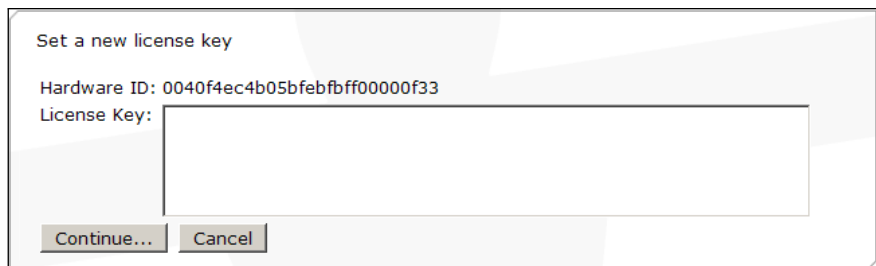 Set a new license key
Hardware ID: 0040f4ec4b05bfebfbff00000f33
License Key:
Continue... Cancel